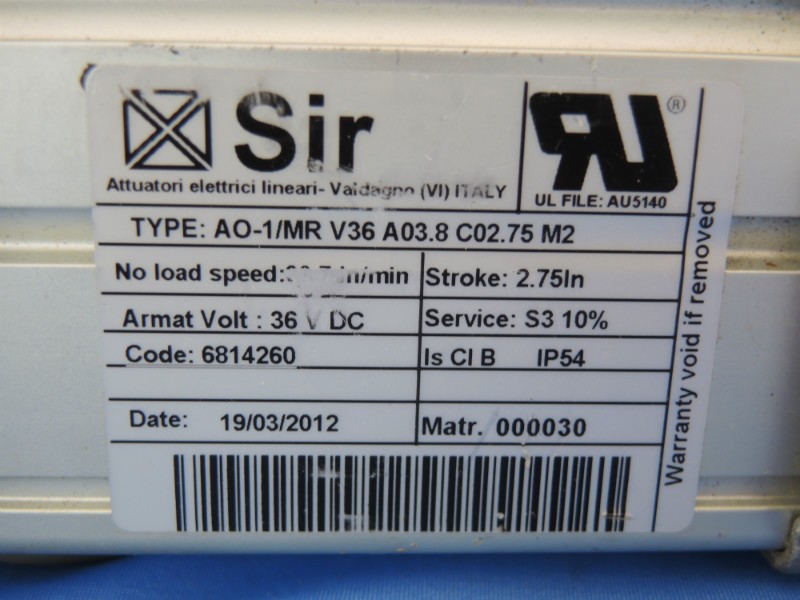 Sir
Attuatori elettrici lineari- Valdagno (VI) ITALY
®
UL FILE: AU5140
TYPE: AO-1/MR V36 A03.8 C02.75 M2
No load speed: in/min
Stroke: 2.75In
Armat Volt : 36 V DC
Service: S3 10%
Code: 6814260
Is Cl B IP54
Date: 19/03/2012
Matr. 000030
Warranty void if removed